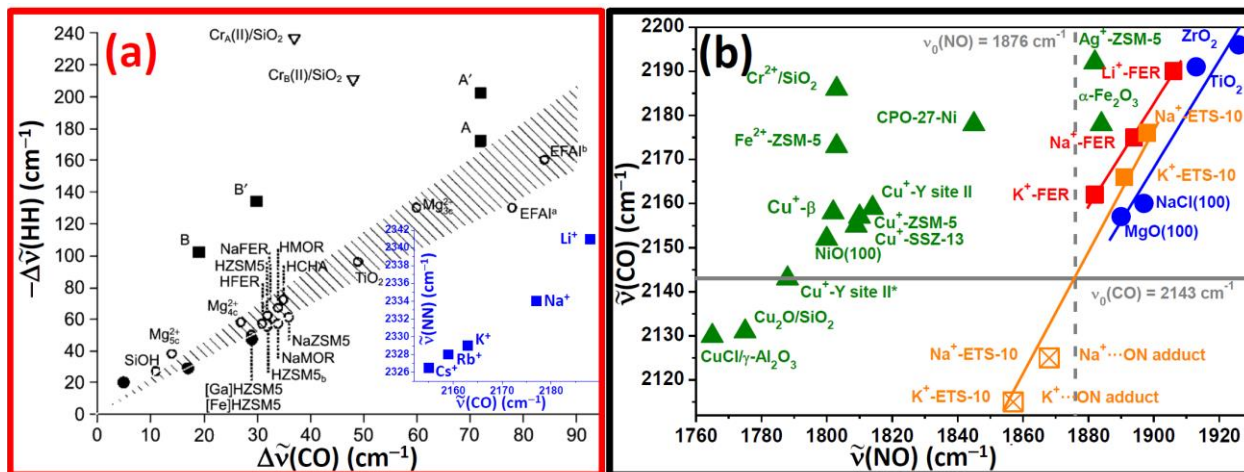 (a)
−Δν̃(HH) (cm⁻¹)
-240
200
160
120
80
60
40
20
0
0 10 20 30 40 50 60 70 80 90
Δν̃(CO) (cm⁻¹)
Cr_A(II)/SiO₂
Cr_B(II)/SiO₂
A′
A
B′
B
EFAlᵇ
EFAlᵃ
Mg²⁺₃c
TiO₂
NaFER
HZSM5
HFER
HMOR
HCHA
Mg²⁺₄c
Mg²⁺₅c
SiOH
NaZSM5
NaMOR
HZSM5_b
[Ga]HZSM5
[Fe]HZSM5
ν̃(NN) (cm⁻¹)
2342
2340
2338
2336
2334
2332
2330
2328
2326
Li⁺
Na⁺
K⁺
Rb⁺
Cs⁺
2160 2170 2180
ν̃(CO) (cm⁻¹)
(b)
ν̃(CO) (cm⁻¹)
2200
2190
2180
2170
2160
2150
2140
2130
2120
1760 1780 1800 1820 1840 1860 1880 1900 1920
ν̃(NO) (cm⁻¹)
ν₀(NO) = 1876 cm⁻¹
Ag⁺-ZSM-5
ZrO₂
Cr²⁺/SiO₂
Li⁺-FER
TiO₂
α-Fe₂O₃
CPO-27-Ni
Na⁺-ETS-10
Fe²⁺-ZSM-5
Na⁺-FER
K⁺-ETS-10
Cu⁺-Y site II
K⁺-FER
Cu⁺-β
NaCl(100)
Cu⁺-ZSM-5
Cu⁺-SSZ-13
MgO(100)
NiO(100)
Cu⁺-Y site II*
ν₀(CO) = 2143 cm⁻¹
Cu₂O/SiO₂
CuCl/γ-Al₂O₃
Na⁺-ETS-10
Na⁺···ON adduct
K⁺-ETS-10
K⁺···ON adduct